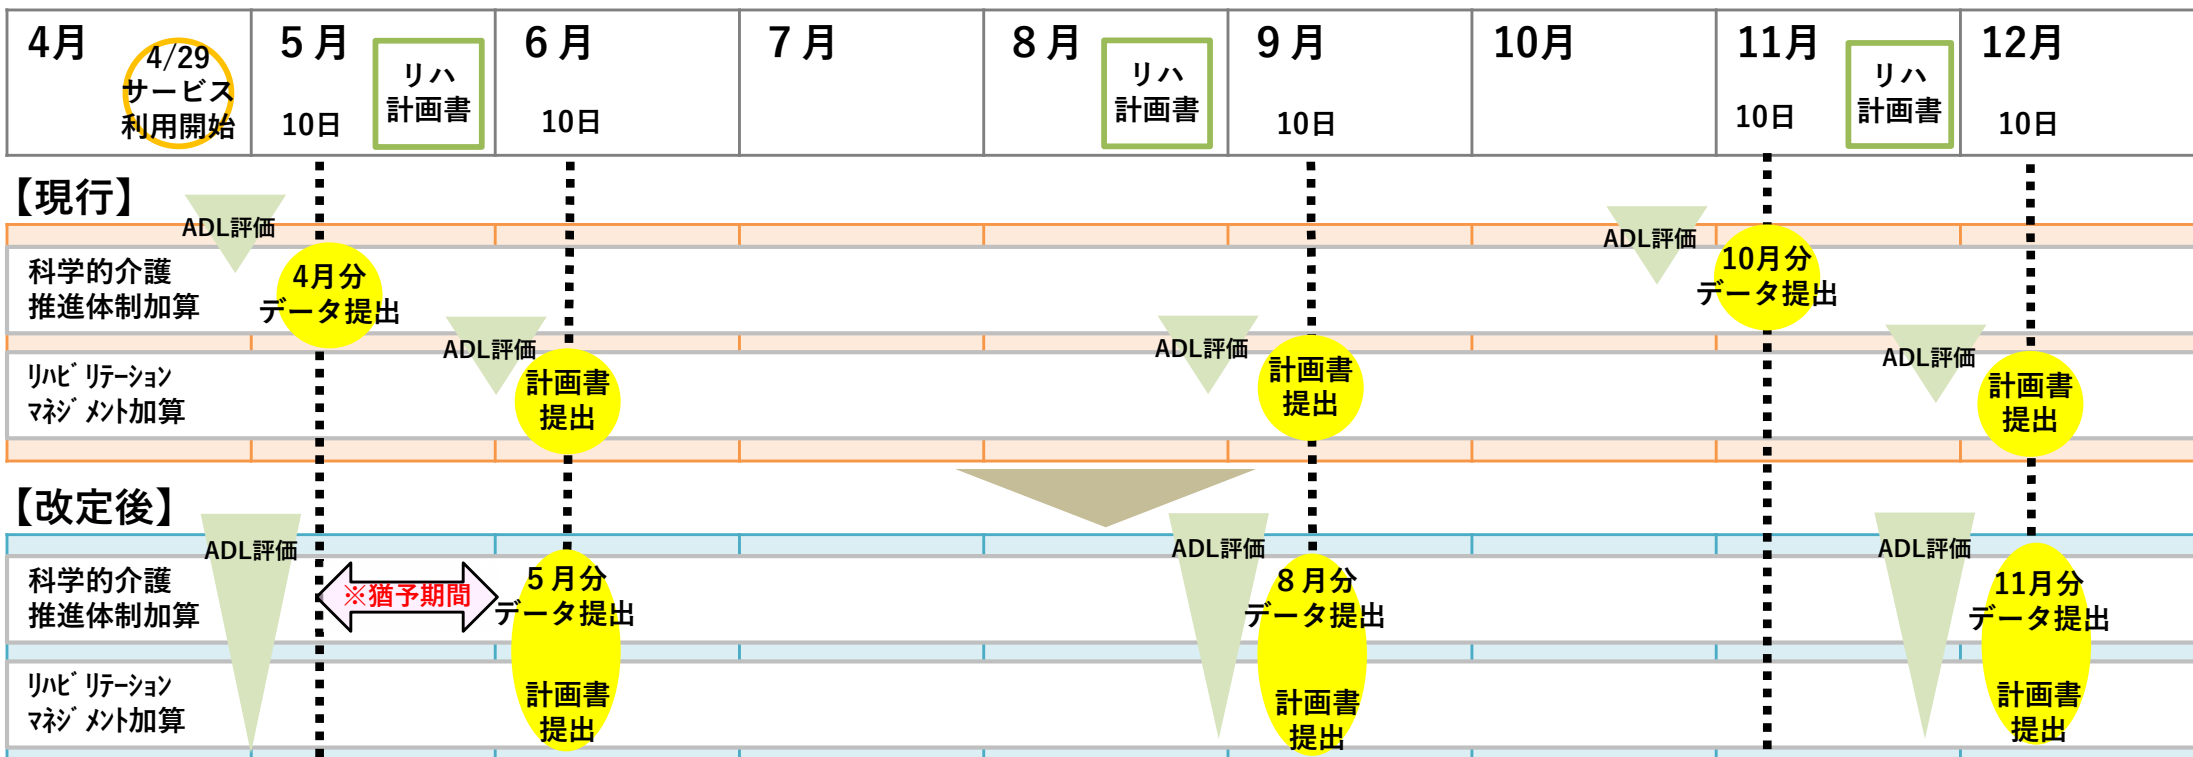 4月
4/29
サービス
利用開始
５月
10日
リハ
計画書
６月
10日
７月
８月
リハ
計画書
９月
10日
10月
11月
10日
リハ
計画書
12月
10日
【現行】
ADL評価
ADL評価
科学的介護
推進体制加算
4月分
データ提出
10月分
データ提出
ADL評価
ADL評価
ADL評価
ﾘﾊﾋﾞﾘﾃｰｼｮﾝ
ﾏﾈｼﾞﾒﾝﾄ加算
計画書
提出
計画書
提出
計画書
提出
【改定後】
ADL評価
ADL評価
ADL評価
科学的介護
推進体制加算
※猶予期間
５月分
データ提出
８月分
データ提出
11月分
データ提出
ﾘﾊﾋﾞﾘﾃｰｼｮﾝ
ﾏﾈｼﾞﾒﾝﾄ加算
計画書
提出
計画書
提出
計画書
提出